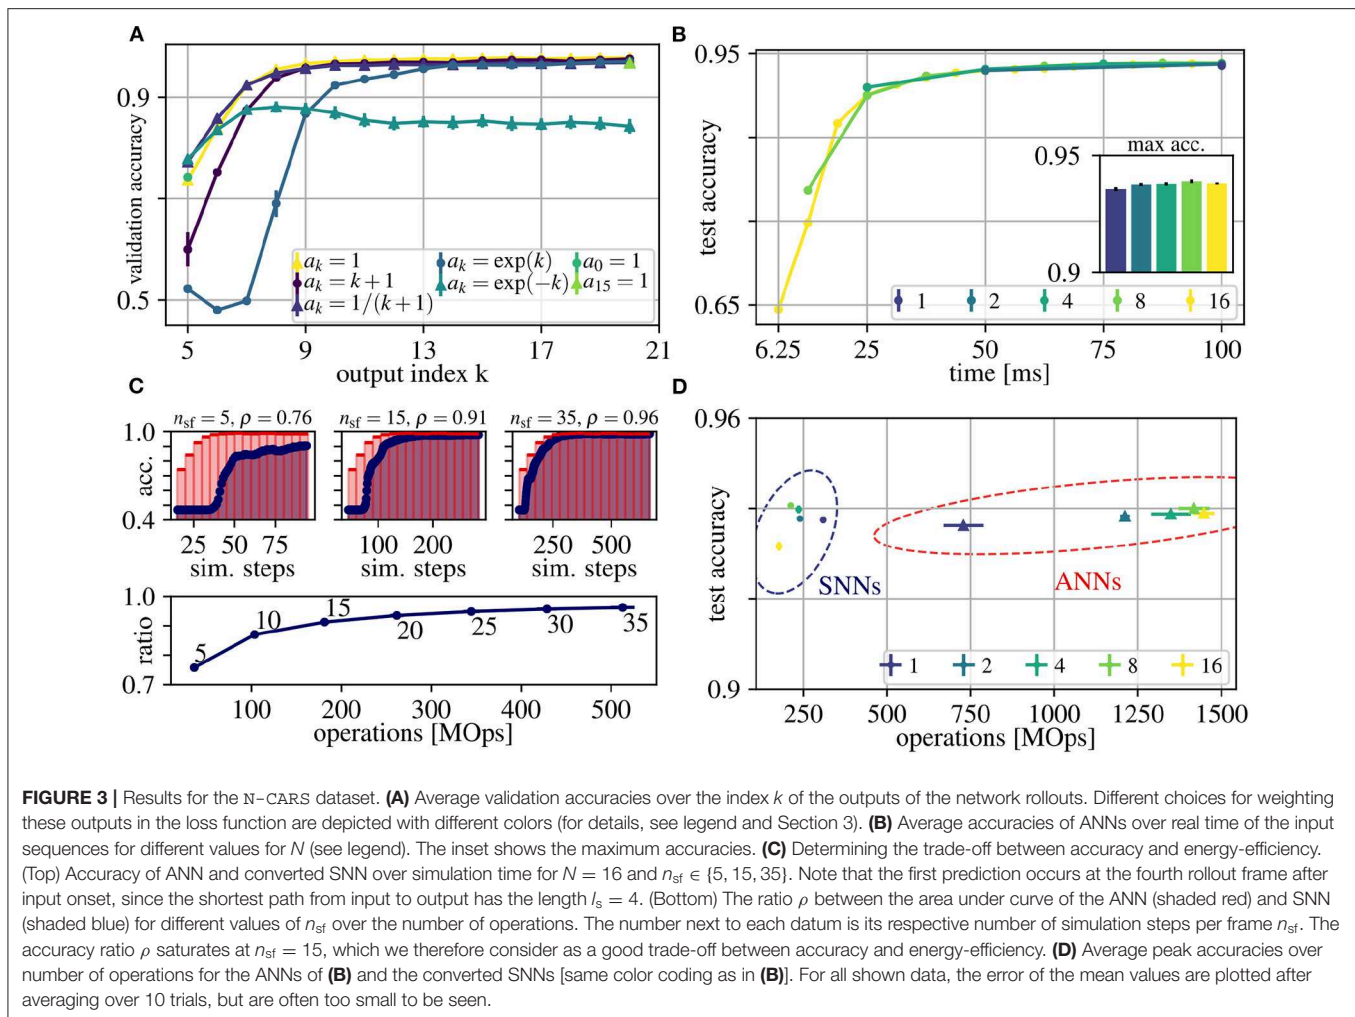 A
validation accuracy
0.9
0.5
5
9
13
17
21
output index k
a_k = 1
a_k = k+1
a_k = 1/(k+1)
a_k = exp(k)
a_k = exp(−k)
a_0 = 1
a_15 = 1
B
test accuracy
0.95
0.65
6.25
25
50
75
100
time [ms]
max acc.
0.95
0.9
1 2 4 8 16
C
n_sf = 5, ρ = 0.76
n_sf = 15, ρ = 0.91
n_sf = 35, ρ = 0.96
acc.
1.0
0.4
25 50 75
sim. steps
100 200
sim. steps
250 500
sim. steps
ratio
1.0
0.7
5
10
15
20
25
30
35
100 200 300 400 500
operations [MOps]
D
test accuracy
0.96
0.9
SNNs
ANNs
1 2 4 8 16
250 500 750 1000 1250 1500
operations [MOps]
FIGURE 3 | Results for the N-CARS dataset. (A) Average validation accuracies over the index k of the outputs of the network rollouts. Different choices for weighting
these outputs in the loss function are depicted with different colors (for details, see legend and Section 3). (B) Average accuracies of ANNs over real time of the input
sequences for different values for N (see legend). The inset shows the maximum accuracies. (C) Determining the trade-off between accuracy and energy-efficiency.
(Top) Accuracy of ANN and converted SNN over simulation time for N = 16 and n_sf ∈ {5, 15, 35}. Note that the first prediction occurs at the fourth rollout frame after
input onset, since the shortest path from input to output has the length l_s = 4. (Bottom) The ratio ρ between the area under curve of the ANN (shaded red) and SNN
(shaded blue) for different values of n_sf over the number of operations. The number next to each datum is its respective number of simulation steps per frame n_sf. The
accuracy ratio ρ saturates at n_sf = 15, which we therefore consider as a good trade-off between accuracy and energy-efficiency. (D) Average peak accuracies over
number of operations for the ANNs of (B) and the converted SNNs [same color coding as in (B)]. For all shown data, the error of the mean values are plotted after
averaging over 10 trials, but are often too small to be seen.